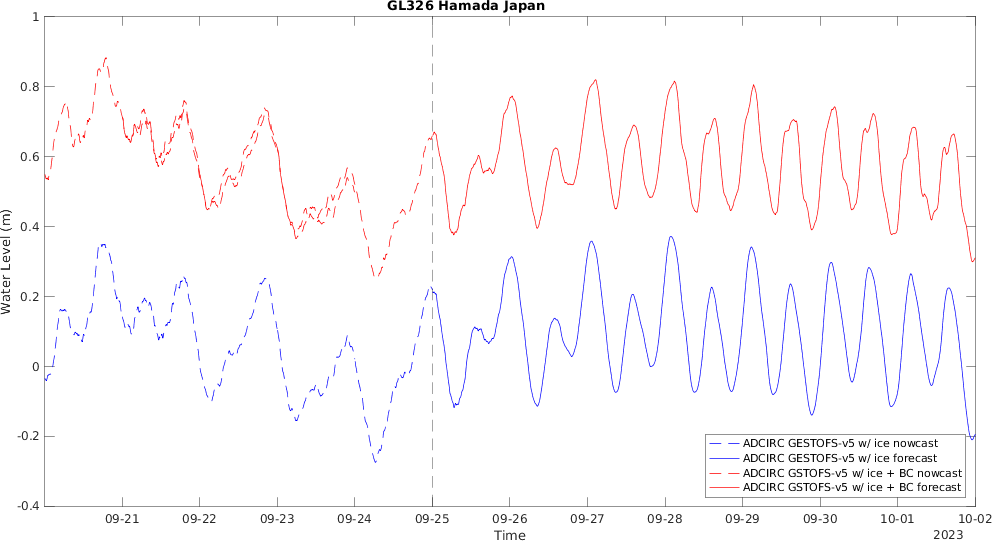 GL326 Hamada Japan
Water Level (m)
1
0.8
0.6
0.4
0.2
0
-0.2
-0.4
ADCIRC GESTOFS-v5 w/ ice nowcast
ADCIRC GESTOFS-v5 w/ ice forecast
ADCIRC GSTOFS-v5 w/ ice + BC nowcast
ADCIRC GSTOFS-v5 w/ ice + BC forecast
09-21 09-22 09-23 09-24 09-25 09-26 09-27 09-28 09-29 09-30 10-01 10-02
Time
2023